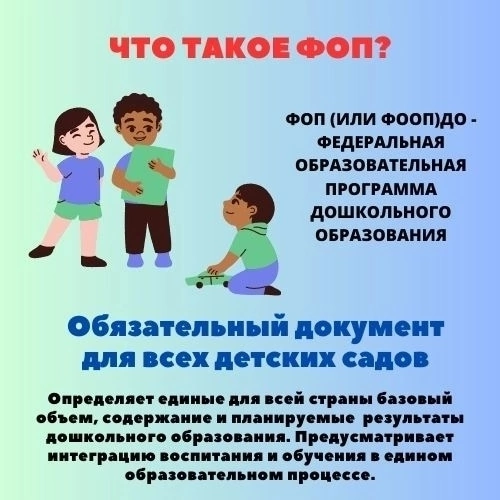 ЧТО ТАКОЕ ФОП?
ФОП (ИЛИ ФООП)ДО -
ФЕДЕРАЛЬНАЯ
ОБРАЗОВАТЕЛЬНАЯ
ПРОГРАММА
ДОШКОЛЬНОГО
ОБРАЗОВАНИЯ
Обязательный документ
для всех детских садов
Определяет единые для всей страны базовый
объем, содержание и планируемые результаты
дошкольного образования. Предусматривает
интеграцию воспитания и обучения в едином
образовательном процессе.